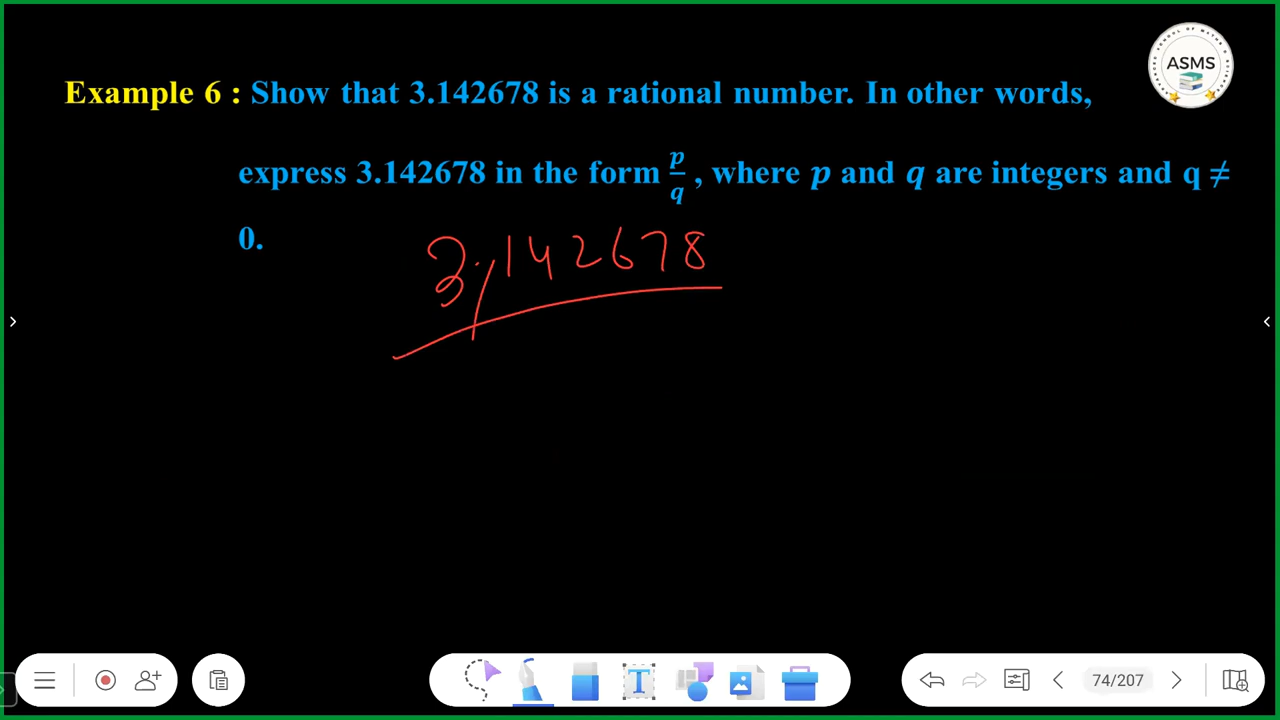 ASMS
Example 6 : Show that 3.142678 is a rational number. In other words,
express 3.142678 in the form p/q , where p and q are integers and q ≠
0.
3.142678
74/207